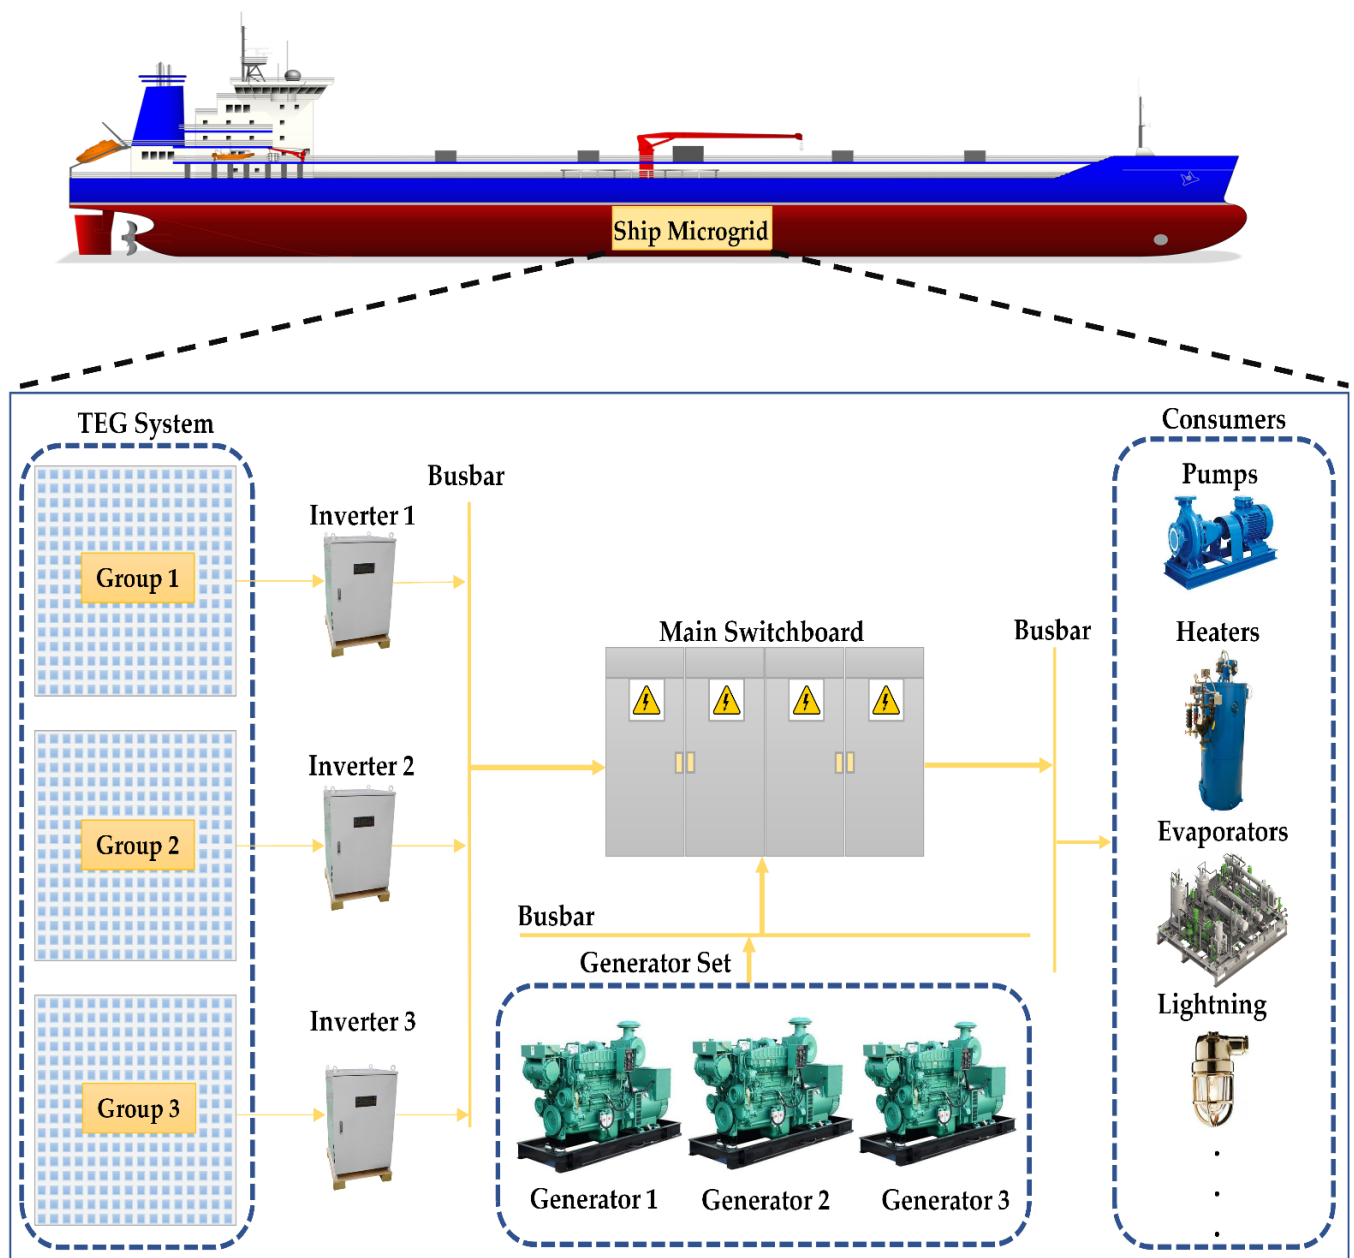 Ship Microgrid
TEG System
Consumers
Busbar
Pumps
Inverter 1
Group 1
Main Switchboard
Busbar
Heaters
Inverter 2
Group 2
Evaporators
Busbar
Generator Set
Lightning
Inverter 3
Group 3
Generator 1
Generator 2
Generator 3